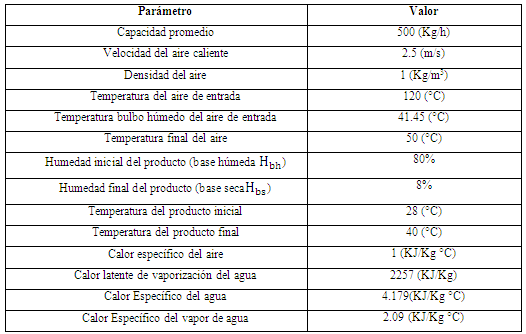 Parámetro Valor
Capacidad promedio 500 (Kg/h)
Velocidad del aire caliente 2.5 (m/s)
Densidad del aire 1 (Kg/m³)
Temperatura del aire de entrada 120 (°C)
Temperatura bulbo húmedo del aire de entrada 41.45 (°C)
Temperatura final del aire 50 (°C)
Humedad inicial del producto (base húmeda H_bh) 80%
Humedad final del producto (base secaH_bs) 8%
Temperatura del producto inicial 28 (°C)
Temperatura del producto final 40 (°C)
Calor específico del aire 1 (KJ/Kg °C)
Calor latente de vaporización del agua 2257 (KJ/Kg)
Calor Específico del agua 4.179(KJ/Kg °C)
Calor Específico del vapor de agua 2.09 (KJ/Kg °C)